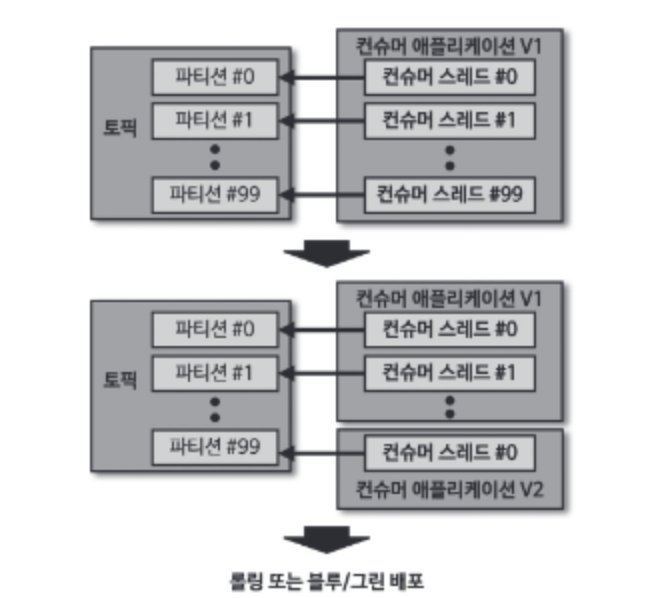 컨슈머 애플리케이션 V1
토픽
파티션 #0
컨슈머 스레드 #0
파티션 #1
컨슈머 스레드 #1
파티션 #99
컨슈머 스레드 #99
컨슈머 애플리케이션 V1
토픽
파티션 #0
컨슈머 스레드 #0
파티션 #1
컨슈머 스레드 #1
파티션 #99
컨슈머 스레드 #0
컨슈머 애플리케이션 V2
롤링 또는 블루/그린 배포